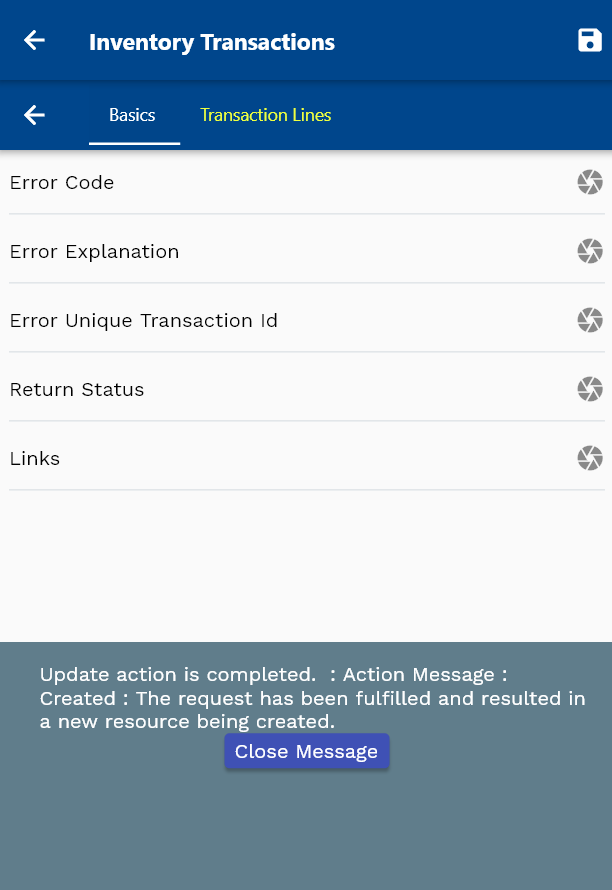 Inventory Transactions
Basics Transaction Lines
Error Code
Error Explanation
Error Unique Transaction Id
Return Status
Links
Update action is completed.  : Action Message :
Created : The request has been fulfilled and resulted in
a new resource being created.
Close Message